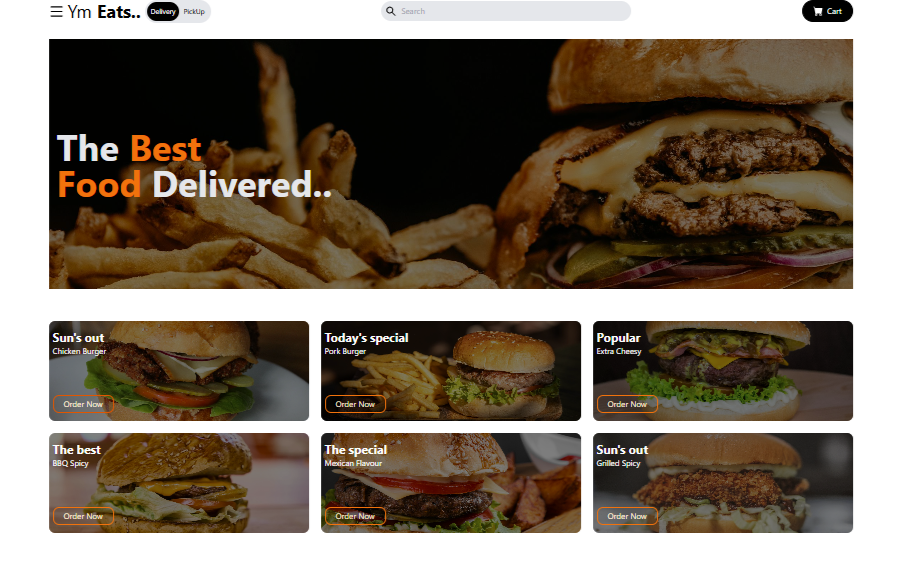 Ym Eats.. Delivery PickUp Search Cart
The Best
Food Delivered..
Sun's out
Chicken Burger
Order Now
Today's special
Pork Burger
Order Now
Popular
Extra Cheesy
Order Now
The best
BBQ Spicy
Order Now
The special
Mexican Flavour
Order Now
Sun's out
Grilled Spicy
Order Now